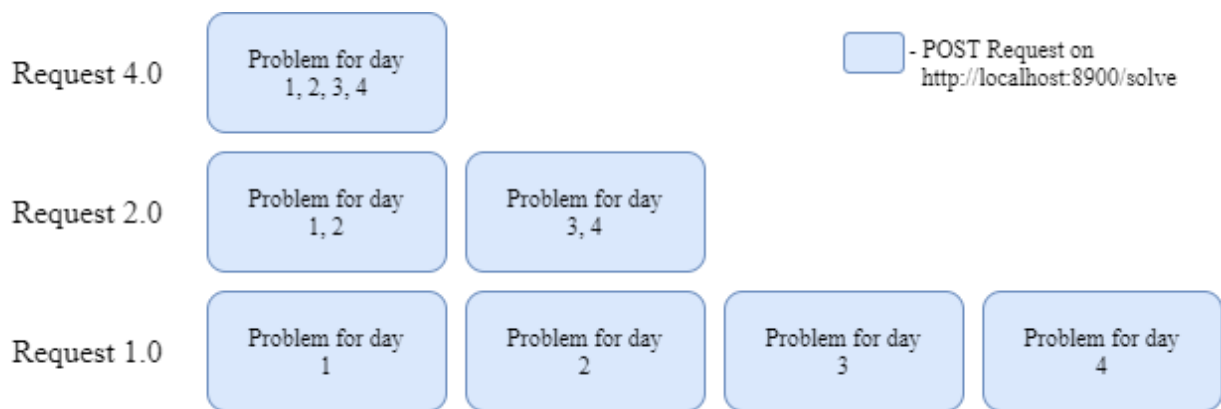 Request 4.0
Problem for day
1, 2, 3, 4
- POST Request on
http://localhost:8900/solve
Request 2.0
Problem for day
1, 2
Problem for day
3, 4
Request 1.0
Problem for day
1
Problem for day
2
Problem for day
3
Problem for day
4